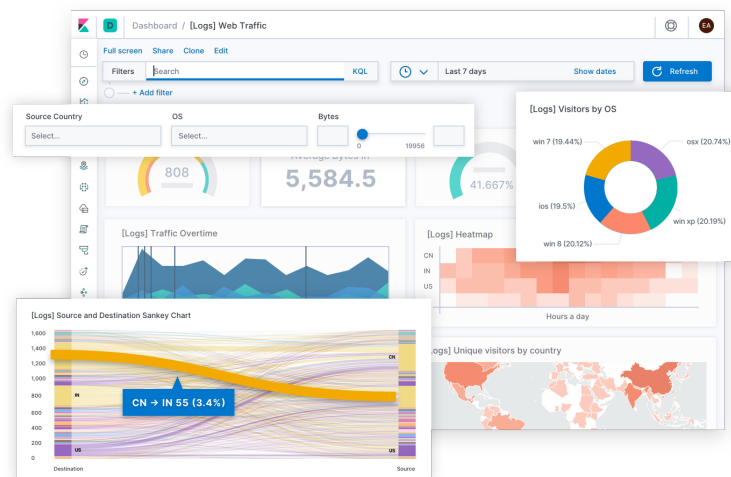 D Dashboard / [Logs] Web Traffic
EA
Full screen Share Clone Edit
Filters Search KQL
Last 7 days Show dates
Refresh
+ Add filter
Source Country OS Bytes
Select... Select...
0 19956
808
Average Bytes In
5,584.5
41.667%
[Logs] Visitors by OS
win 7 (19.44%)
osx (20.74%)
ios (19.5%)
win xp (20.19%)
win 8 (20.12%)
[Logs] Traffic Overtime
[Logs] Heatmap
CN
IN
US
Hours a day
[Logs] Source and Destination Sankey Chart
1,600
1,400
1,200
1,000
800
600
400
200
0
CN
IN
CN → IN 55 (3.4%)
US
US
Destination
Source
Logs] Unique visitors by country